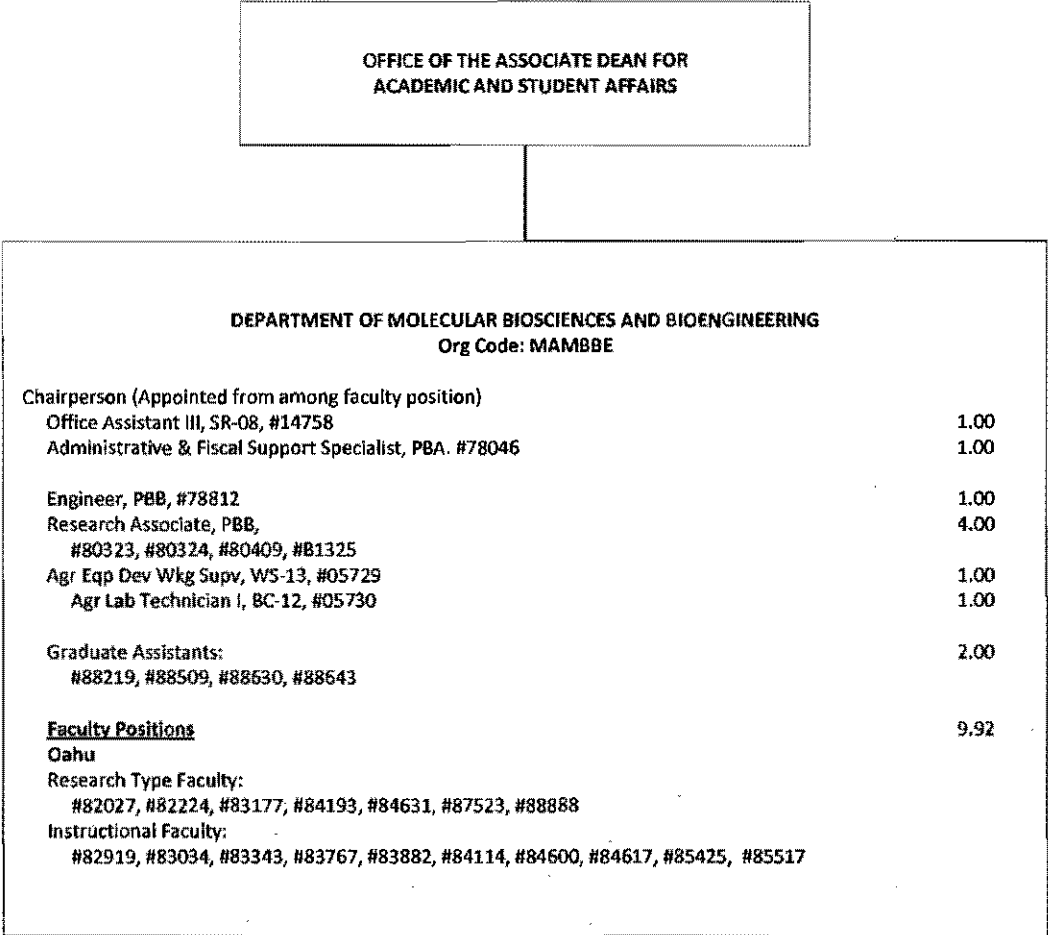 OFFICE OF THE ASSOCIATE DEAN FOR
ACADEMIC AND STUDENT AFFAIRS
DEPARTMENT OF MOLECULAR BIOSCIENCES AND BIOENGINEERING
Org Code: MAMBBE
Chairperson (Appointed from among faculty position)
Office Assistant III, SR-08, #14758 1.00
Administrative & Fiscal Support Specialist, PBA. #78046 1.00
Engineer, PBB, #78812 1.00
Research Associate, PBB, 4.00
#80323, #80324, #80409, #81325
Agr Eqp Dev Wkg Supv, WS-13, #05729 1.00
Agr Lab Technician I, BC-12, #05730 1.00
Graduate Assistants: 2.00
#88219, #88509, #88630, #88643
Faculty Positions 9.92
Oahu
Research Type Faculty:
#82027, #82224, #83177, #84193, #84631, #87523, #88888
Instructional Faculty:
#82919, #83034, #83343, #83767, #83882, #84114, #84600, #84617, #85425, #85517